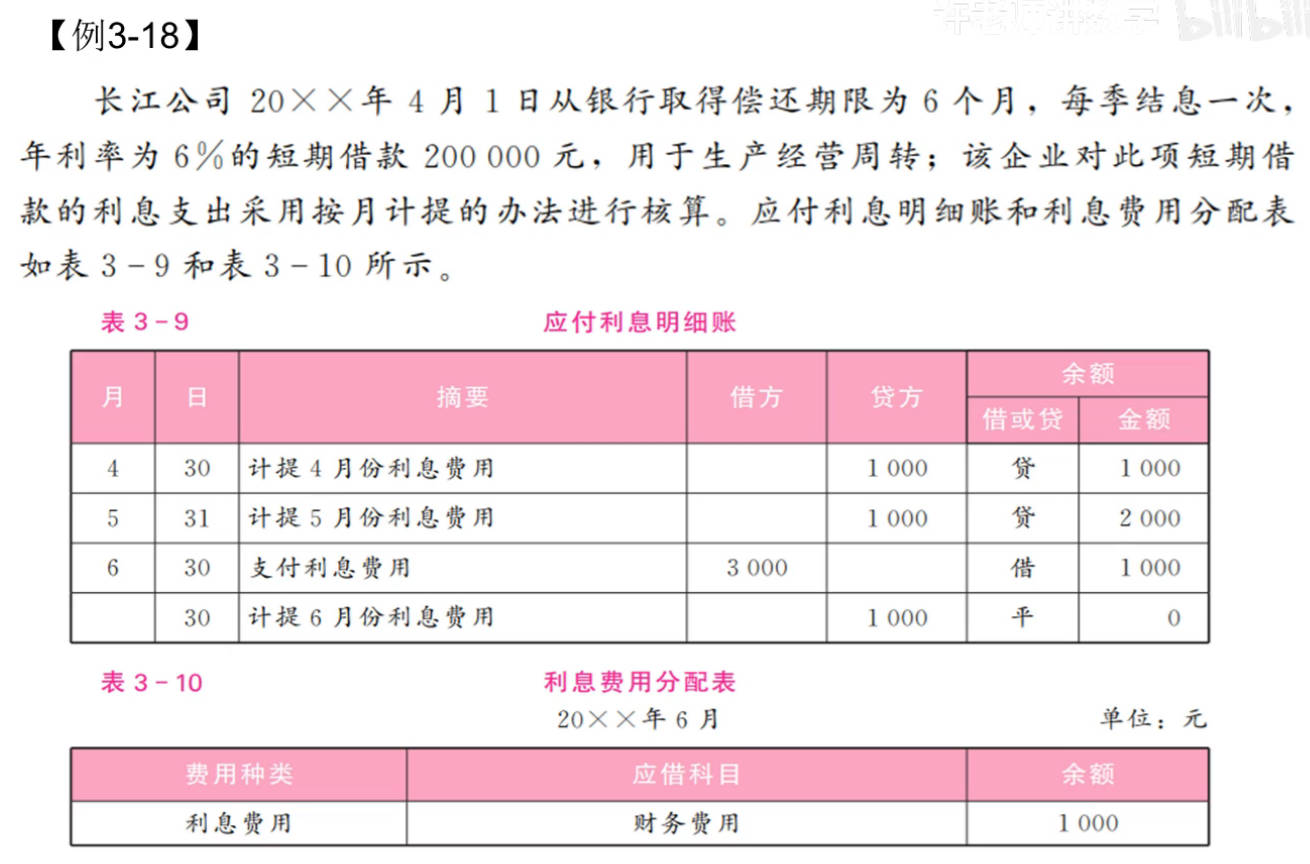 许老师讲数字 bilibili
【例3-18】
长江公司 20××年 4 月 1 日从银行取得偿还期限为 6 个月，每季结息一次，
年利率为 6%的短期借款 200 000 元，用于生产经营周转；该企业对此项短期借
款的利息支出采用按月计提的办法进行核算。应付利息明细账和利息费用分配表
如表 3-9 和表 3-10 所示。
表 3-9 应付利息明细账
月 日 摘要 借方 贷方 余额
借或贷 金额
4 30 计提 4 月份利息费用 1 000 贷 1 000
5 31 计提 5 月份利息费用 1 000 贷 2 000
6 30 支付利息费用 3 000 借 1 000
30 计提 6 月份利息费用 1 000 平 0
表 3-10 利息费用分配表
20××年 6 月 单位：元
费用种类 应借科目 余额
利息费用 财务费用 1 000